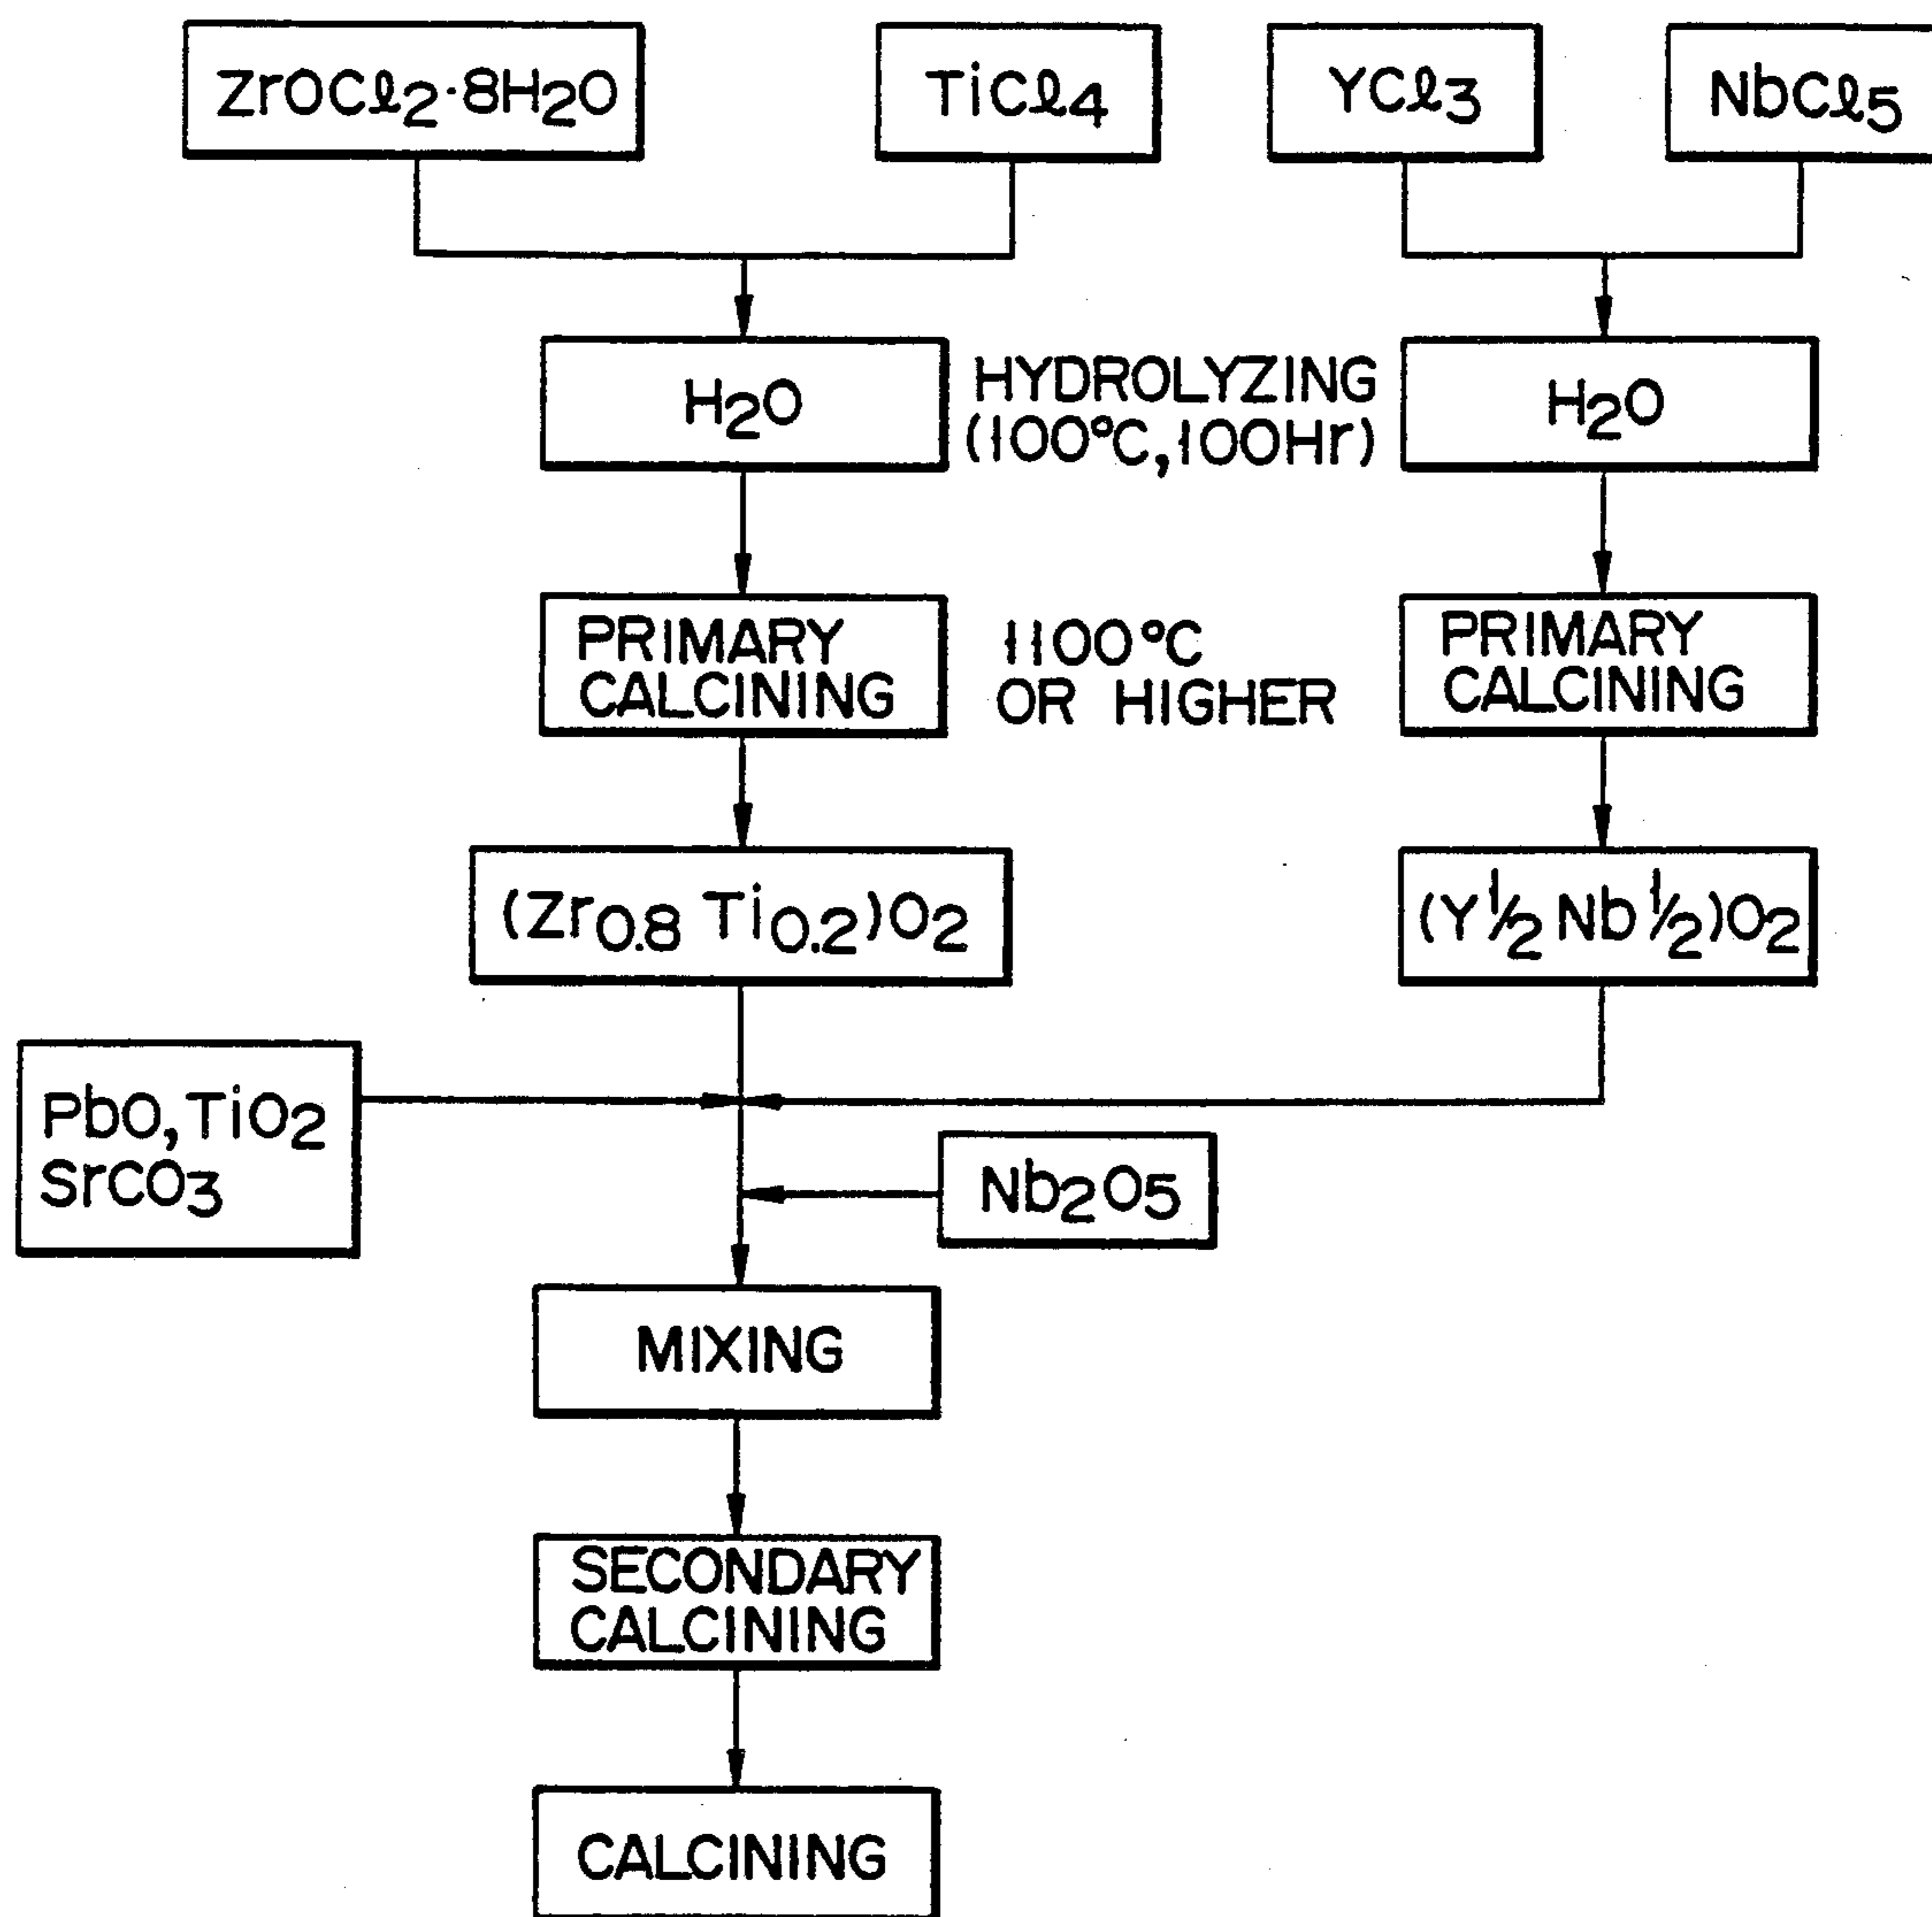 ZrOCl2·8H2O
TiCl4
YCl3
NbCl5
H2O
HYDROLYZING
(100°C,100Hr)
H2O
PRIMARY
CALCINING
1100°C
OR HIGHER
PRIMARY
CALCINING
(Zr0.8 Ti0.2)O2
(Y½ Nb½)O2
PbO,TiO2
SrCO3
Nb2O5
MIXING
SECONDARY
CALCINING
CALCINING